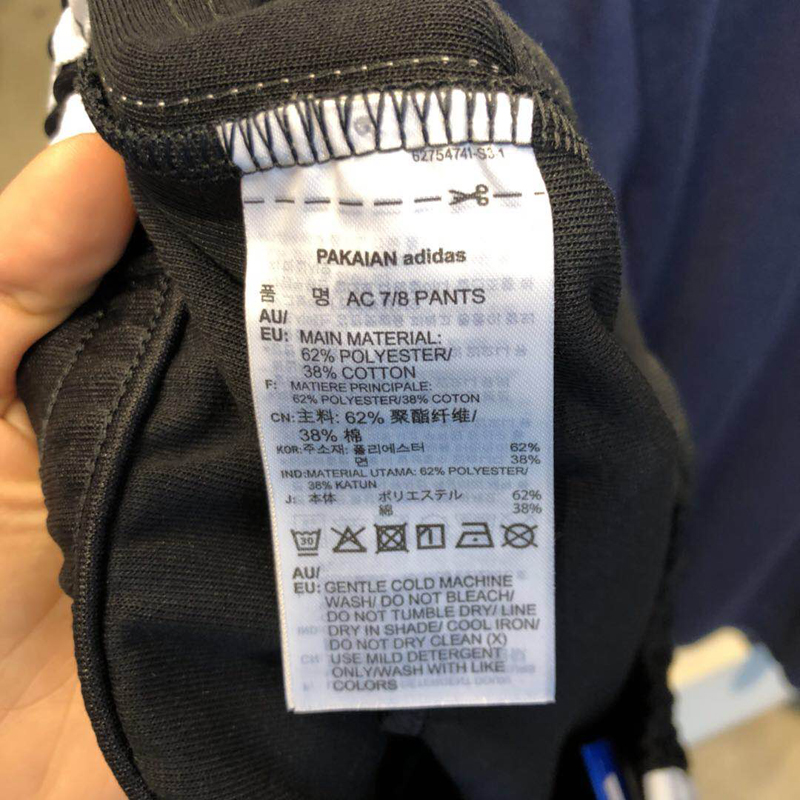 62754741-S3-1
PAKAIAN adidas
품 명 AC 7/8 PANTS
AU/
EU: MAIN MATERIAL:
62% POLYESTER/
38% COTTON
F: MATIERE PRINCIPALE:
62% POLYESTER/38% COTON
CN: 主料: 62% 聚酯纤维/
38% 棉
KOR: 주소재: 폴리에스터 62%
면 38%
IND: MATERIAL UTAMA: 62% POLYESTER/
38% KATUN
J: 本体 ポリエステル 62%
綿 38%
30
AU/
EU: GENTLE COLD MACHINE
WASH/ DO NOT BLEACH/
DO NOT TUMBLE DRY/ LINE
DRY IN SHADE/ COOL IRON/
DO NOT DRY CLEAN (X)
USE MILD DETERGENT
ONLY/WASH WITH LIKE
COLORS